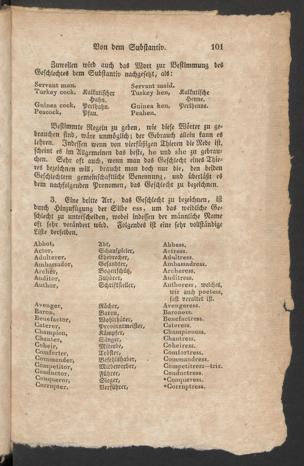 Von dem Substantiv. 101
Zuweilen wird auch das Wort zur Bestimmung des
Geschlechtes dem Substantiv nachgesetzt, als:
Servant man. Servant maid.
Turkey cock, Kalkutischer Hahn. Turkey hen, Kalkutische Henne.
Guinea cock, Perlhahn. Guinea hen, Perlhenne.
Peacock, Pfau. Peahen.
Bestimmte Regeln zu geben, wie diese Wörter zu ge-
brauchen sind, wäre unmöglich; der Gebrauch allein kann es
lehren. Indessen wenn von vierfüßigen Thieren die Rede ist,
scheint es im Allgemeinen das beste, he und she zu gebrau-
chen. Sehr oft auch, wenn man das Geschlecht eines Thie-
res bezeichnen will, braucht man doch nur die, den beiden
Geschlechtern gemeinschaftliche Benennung, und überläßt es
dem nachfolgenden Pronomen, das Geschlecht zu bezeichnen.
3. Eine dritte Art, das Geschlecht zu bezeichnen, ist
durch Hinzufügung der Silbe ess, um das weibliche Ge-
schlecht zu unterscheiden, wobei indessen der männliche Name
oft sehr verändert wird. Folgendes ist eine sehr vollständige
Liste derselben.
Abbot, Abt, Abbess.
Actor, Schauspieler, Actress.
Adulterer, Ehebrecher, Adultress.
Ambassador, Gesandter, Ambassadress.
Archer, Bogenschütz, Archeress.
Auditor, Zuhörer, Auditress.
Author, Schriftsteller, Authoress, welches,
wie auch poetess,
fast veraltet ist.
Avenger, Rächer, Avengeress.
Baron, Baron, Baroness.
Benefactor, Wohlthäter, Benefactress.
Caterer, Proviantmeister, Cateress.
Champion, Kämpfer, Championess.
Chanter, Sänger, Chantress.
Coheir, Miterbe, Coheiress.
Comforter, Tröster, Comfortress.
Commander, Befehlshaber, Commandress.
Competitor, Mitbewerber, Competitress—tric.
Conductor, Führer, Conductress.
Conqueror, Sieger, *Conqueress.
Corrupter, Verführer, *Corruptress.